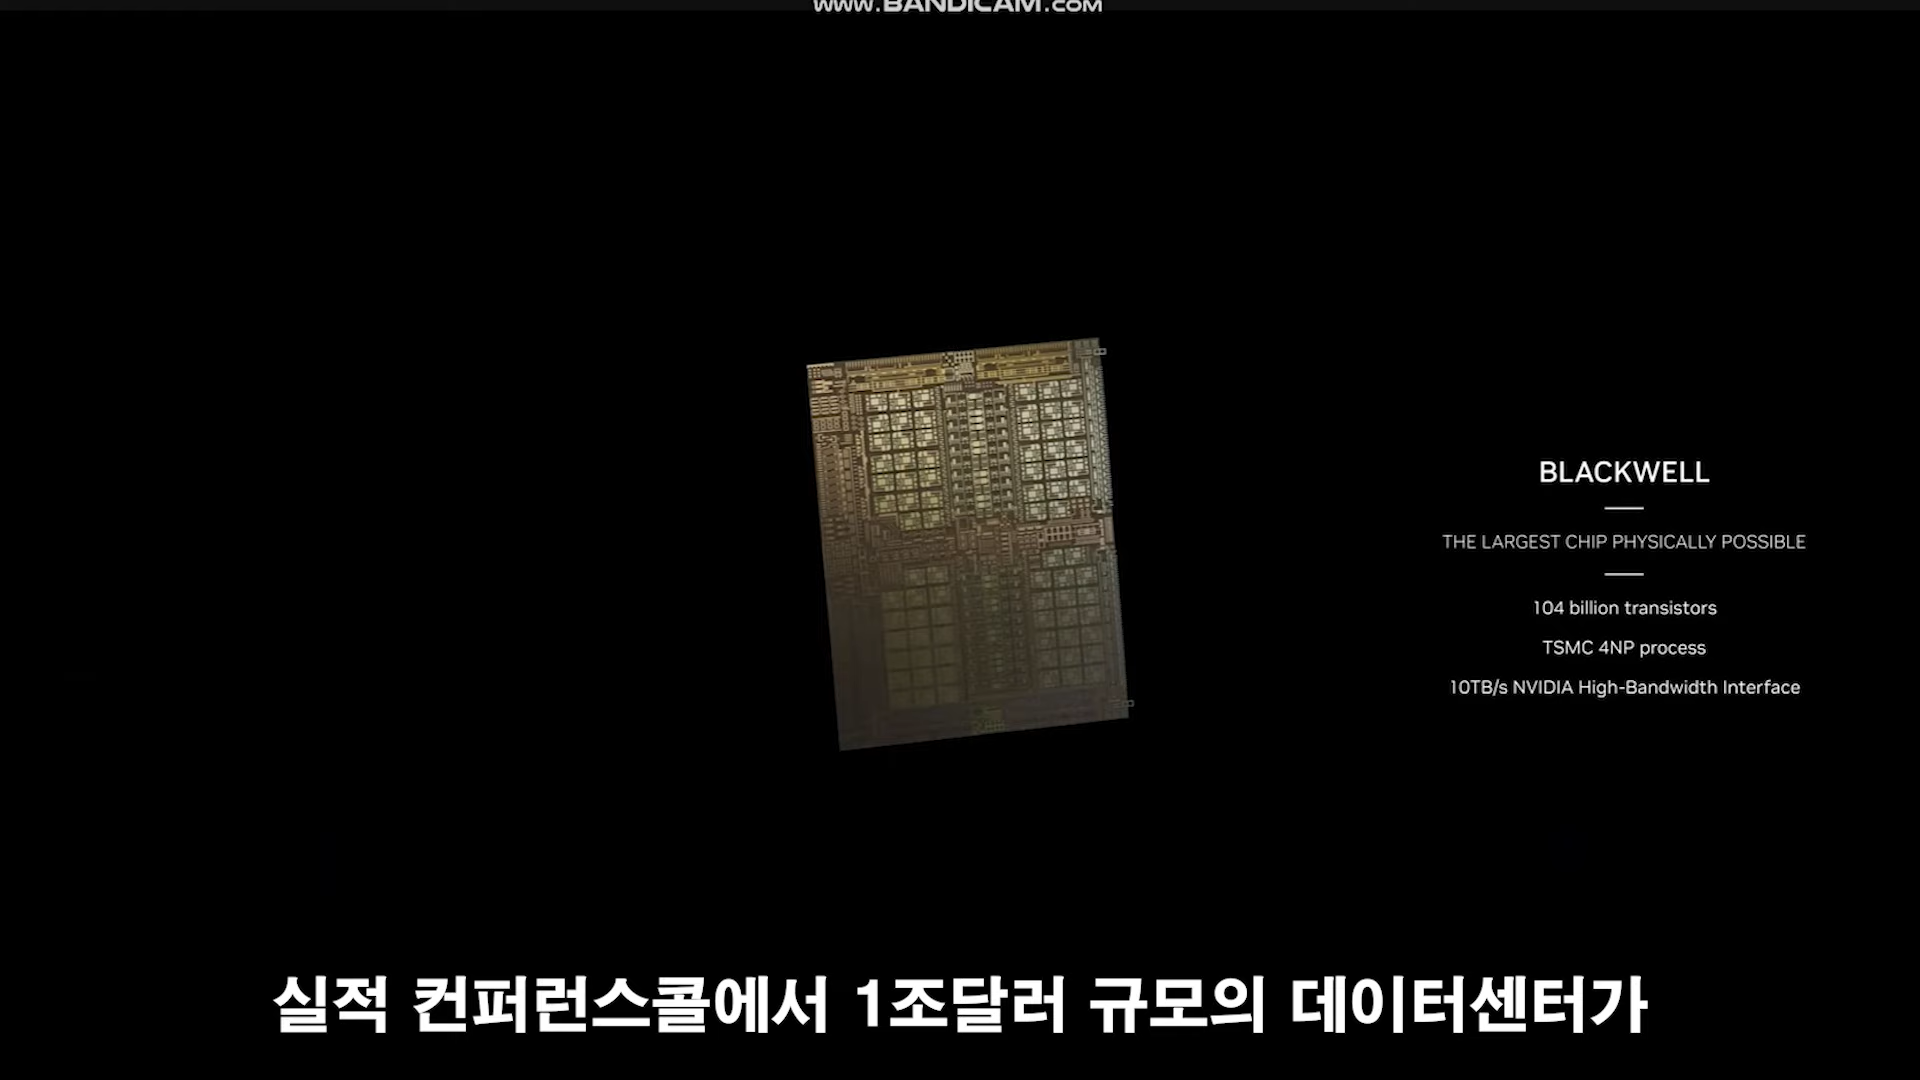 www.BANDICAM.com
BLACKWELL
THE LARGEST CHIP PHYSICALLY POSSIBLE
104 billion transistors
TSMC 4NP process
10TB/s NVIDIA High-Bandwidth Interface
실적 컨퍼런스콜에서 1조달러 규모의 데이터센터가